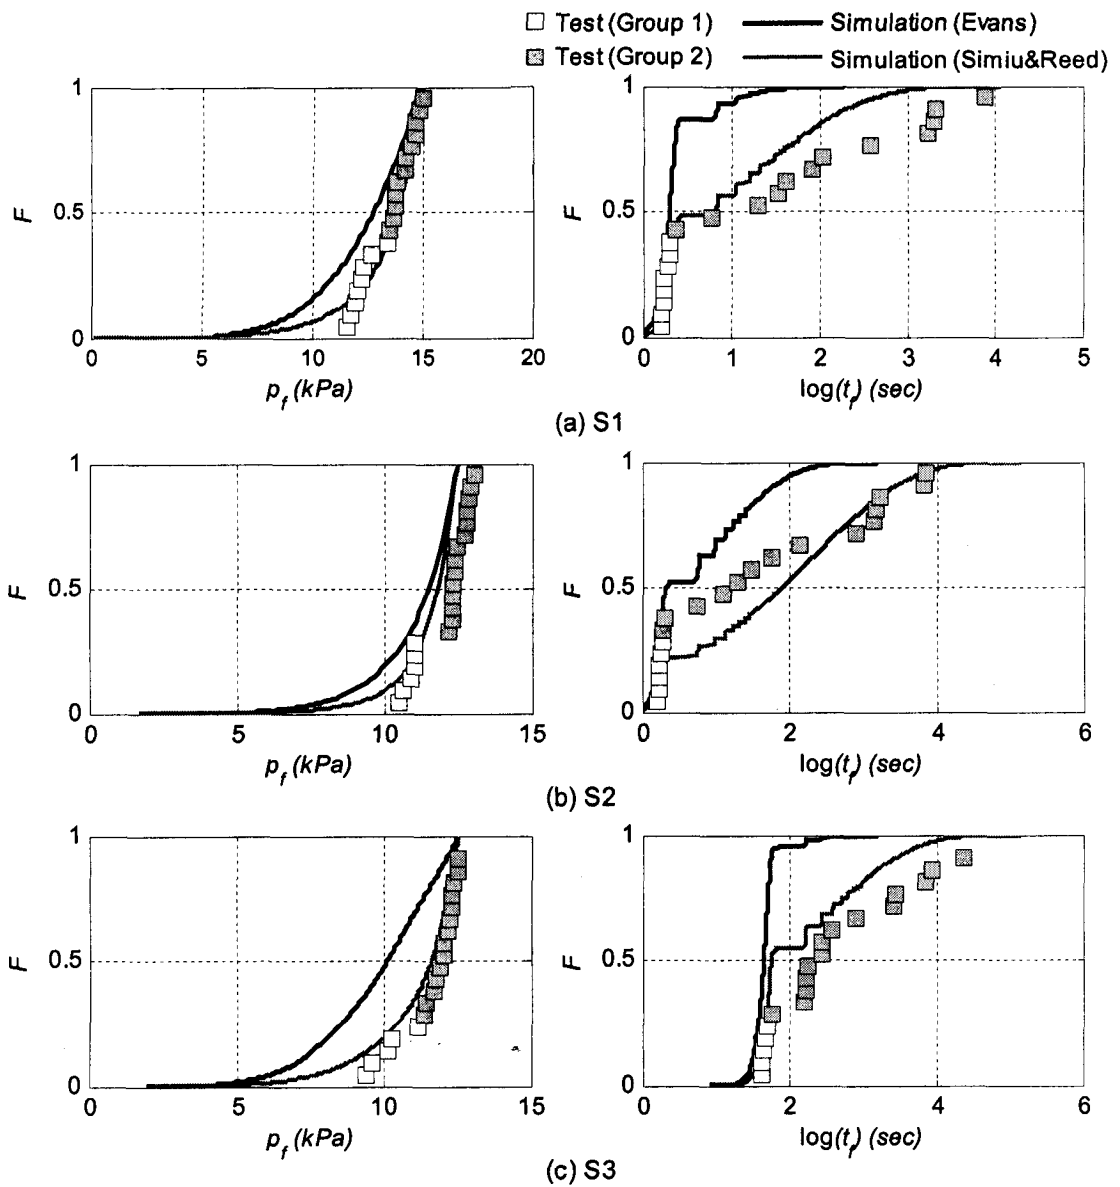 Test (Group 1) Simulation (Evans)
Test (Group 2) Simulation (Simiu&Reed)
1
0.5
0
F
0 5 10 15 20
p_f (kPa)
1
0.5
0
F
0 1 2 3 4 5
log(t_f) (sec)
(a) S1
1
0.5
0
F
0 5 10 15
p_f (kPa)
1
0.5
0
F
0 2 4 6
log(t_f) (sec)
(b) S2
1
0.5
0
F
0 5 10 15
p_f (kPa)
1
0.5
0
F
0 2 4 6
log(t_f) (sec)
(c) S3